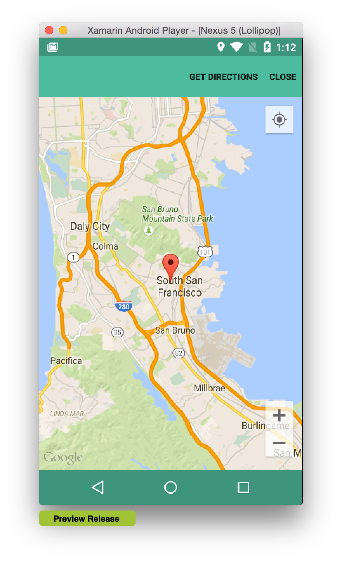 Xamarin Android Player - [Nexus 5 (Lollipop)]
1:12
GET DIRECTIONS CLOSE
San Bruno
Mountain State Park
Daly City
Colma
1
101
South San
Francisco
280
35
San Bruno
82
Pacifica
Millbrae
LINDA MAR
Burlingame
San M
Google
Preview Release